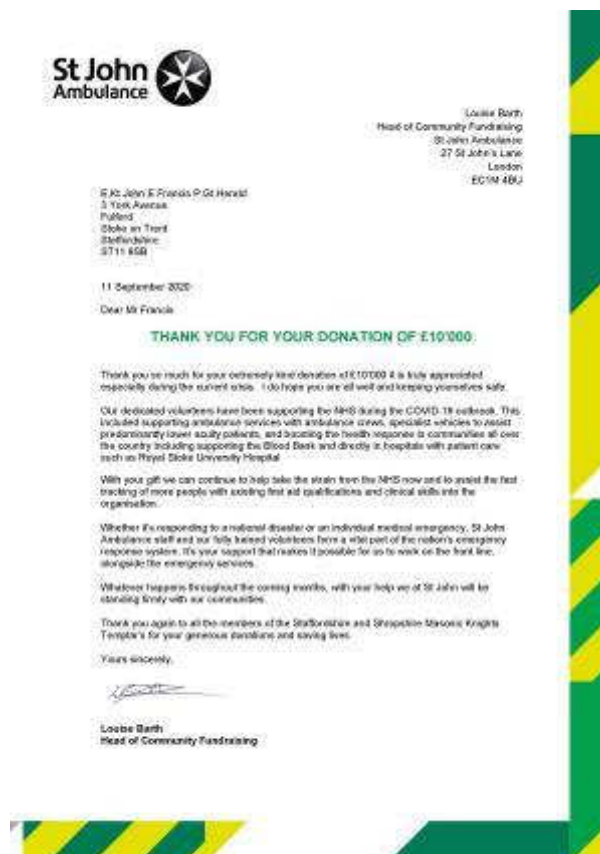 St John
Ambulance
Louise Barth
Head of Community Fundraising
St John Ambulance
27 St John's Lane
London
EC1M 4BU
E.Kt John E Francis P.Gt Herald
3 York Avenue
Fulford
Stoke on Trent
Staffordshire
ST11
11 September 2020
Dear Mr Francis
THANK YOU FOR YOUR DONATION OF £10'000
Thank you so much for your extremely kind donation of £10'000 it is truly appreciated
especially during the current crisis. I do hope you are all well and keeping yourselves safe.
Our dedicated volunteers have been supporting the NHS during the COVID-19 outbreak. This
included supporting ambulance services with ambulance crews, specialist vehicles to assist
predominantly lower acuity patients, and boosting the health response in communities all over
the country including supporting the Blood Bank and directly in hospitals with patient care
such as Royal Stoke University Hospital
With your gift we can continue to help take the strain from the NHS now and to assist the fast
tracking of more people with existing first aid qualifications and clinical skills into the
organisation.
Whether it's responding to a national disaster or an individual medical emergency, St John
Ambulance staff and our fully trained volunteers form a vital part of the nation's emergency
response system. It's your support that makes it possible for us to work on the front line,
alongside the emergency services.
Whatever happens throughout the coming months, with your help we at St John will be
standing firmly with our communities.
Thank you again to all the members of the Staffordshire and Shropshire Masonic Knights
Templar's for your generous donations and saving lives.
Yours sincerely,
Louise Barth
Head of Community Fundraising